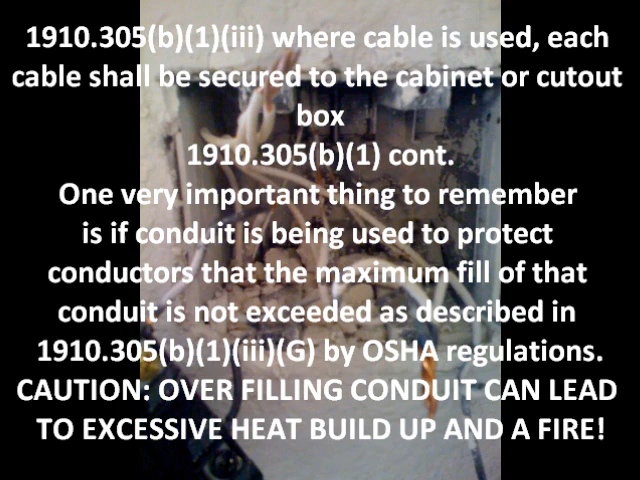 1910.305(b)(1)(iii) where cable is used, each
cable shall be secured to the cabinet or cutout
box
1910.305(b)(1) cont.
One very important thing to remember
is if conduit is being used to protect
conductors that the maximum fill of that
conduit is not exceeded as described in
1910.305(b)(1)(iii)(G) by OSHA regulations.
CAUTION: OVER FILLING CONDUIT CAN LEAD
TO EXCESSIVE HEAT BUILD UP AND A FIRE!